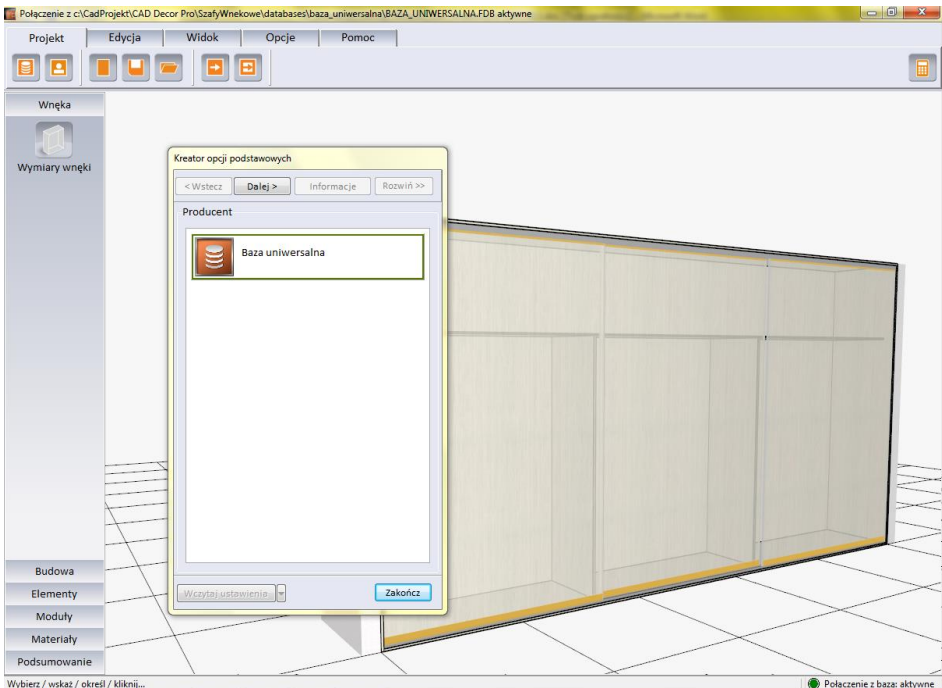 Połączenie z c:\CadProjekt\CAD Decor Pro\SzafyWnekowe\databases\baza_uniwersalna\BAZA_UNIWERSALNA.FDB aktywne
Projekt Edycja Widok Opcje Pomoc
Wnęka
Wymiary wnęki
Kreator opcji podstawowych
< Wstecz Dalej > Informacje Rozwiń >>
Producent
Baza uniwersalna
Wczytaj ustawienia Zakończ
Budowa
Elementy
Moduły
Materiały
Podsumowanie
Wybierz / wskaż / określ / kliknij... Połączenie z baza: aktywne